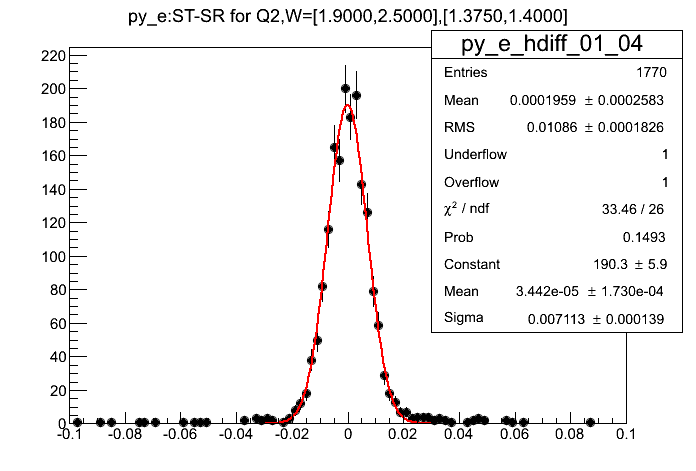 py_e:ST-SR for Q2,W=[1.9000,2.5000],[1.3750,1.4000]
py_e_hdiff_01_04
Entries 1770
Mean 0.0001959 ± 0.0002583
RMS 0.01086 ± 0.0001826
Underflow 1
Overflow 1
χ² / ndf 33.46 / 26
Prob 0.1493
Constant 190.3 ± 5.9
Mean 3.442e-05 ± 1.730e-04
Sigma 0.007113 ± 0.000139
220
200
180
160
140
120
100
80
60
40
20
0
-0.1 -0.08 -0.06 -0.04 -0.02 0 0.02 0.04 0.06 0.08 0.1